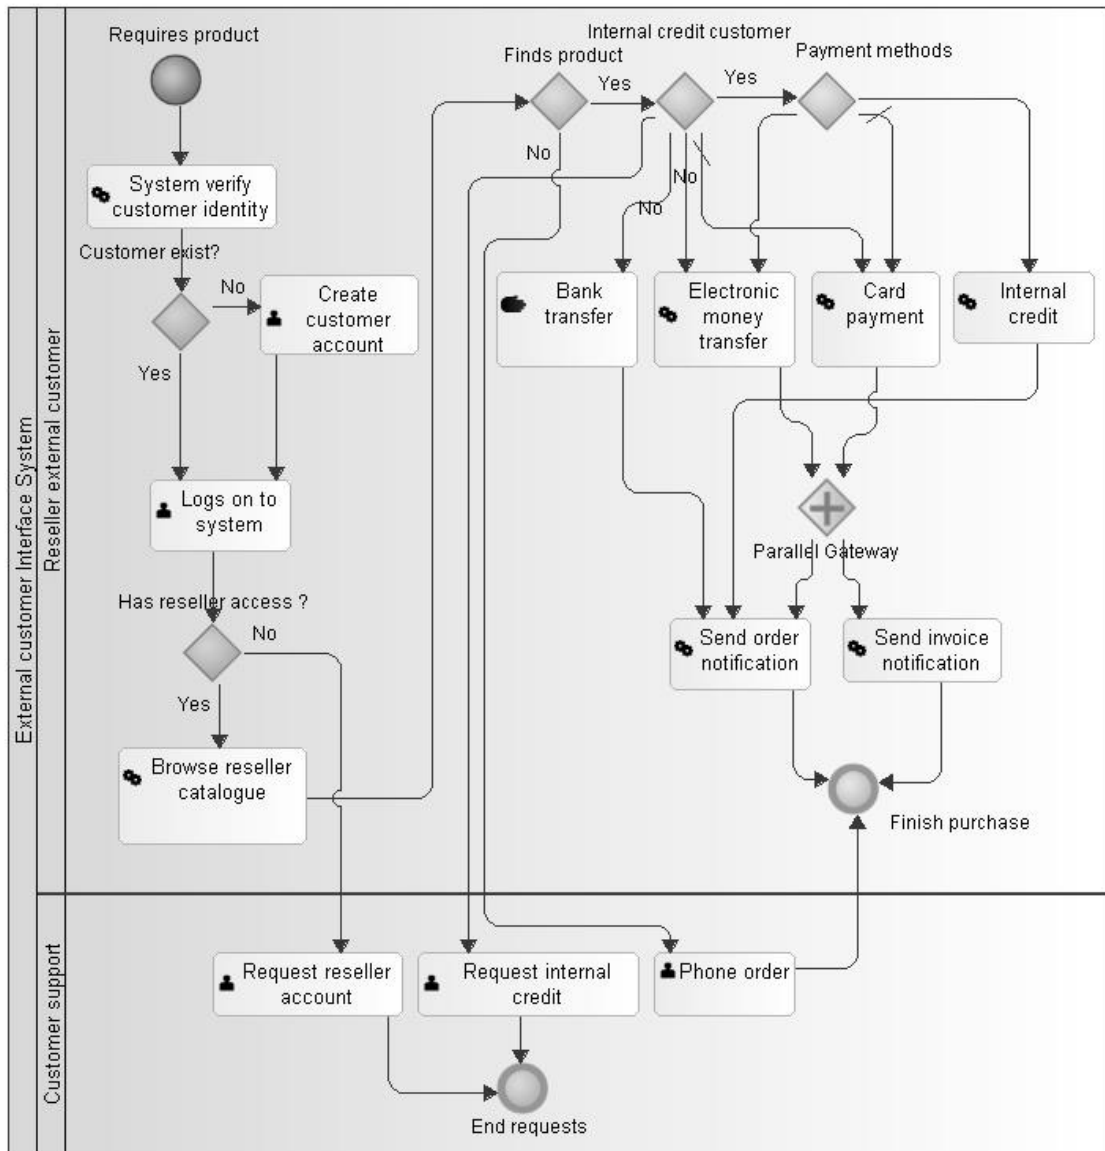 External customer Interface System
Reseller external customer
Requires product
System verify
customer identity
Customer exist?
No
Create
customer
account
Yes
Logs on to
system
Has reseller access ?
No
Yes
Browse reseller
catalogue
Finds product
Yes
No
Internal credit customer
Yes
No
No
Payment methods
Bank
transfer
Electronic
money
transfer
Card
payment
Internal
credit
Parallel Gateway
Send order
notification
Send invoice
notification
Finish purchase
Customer support
Request reseller
account
Request internal
credit
Phone order
End requests